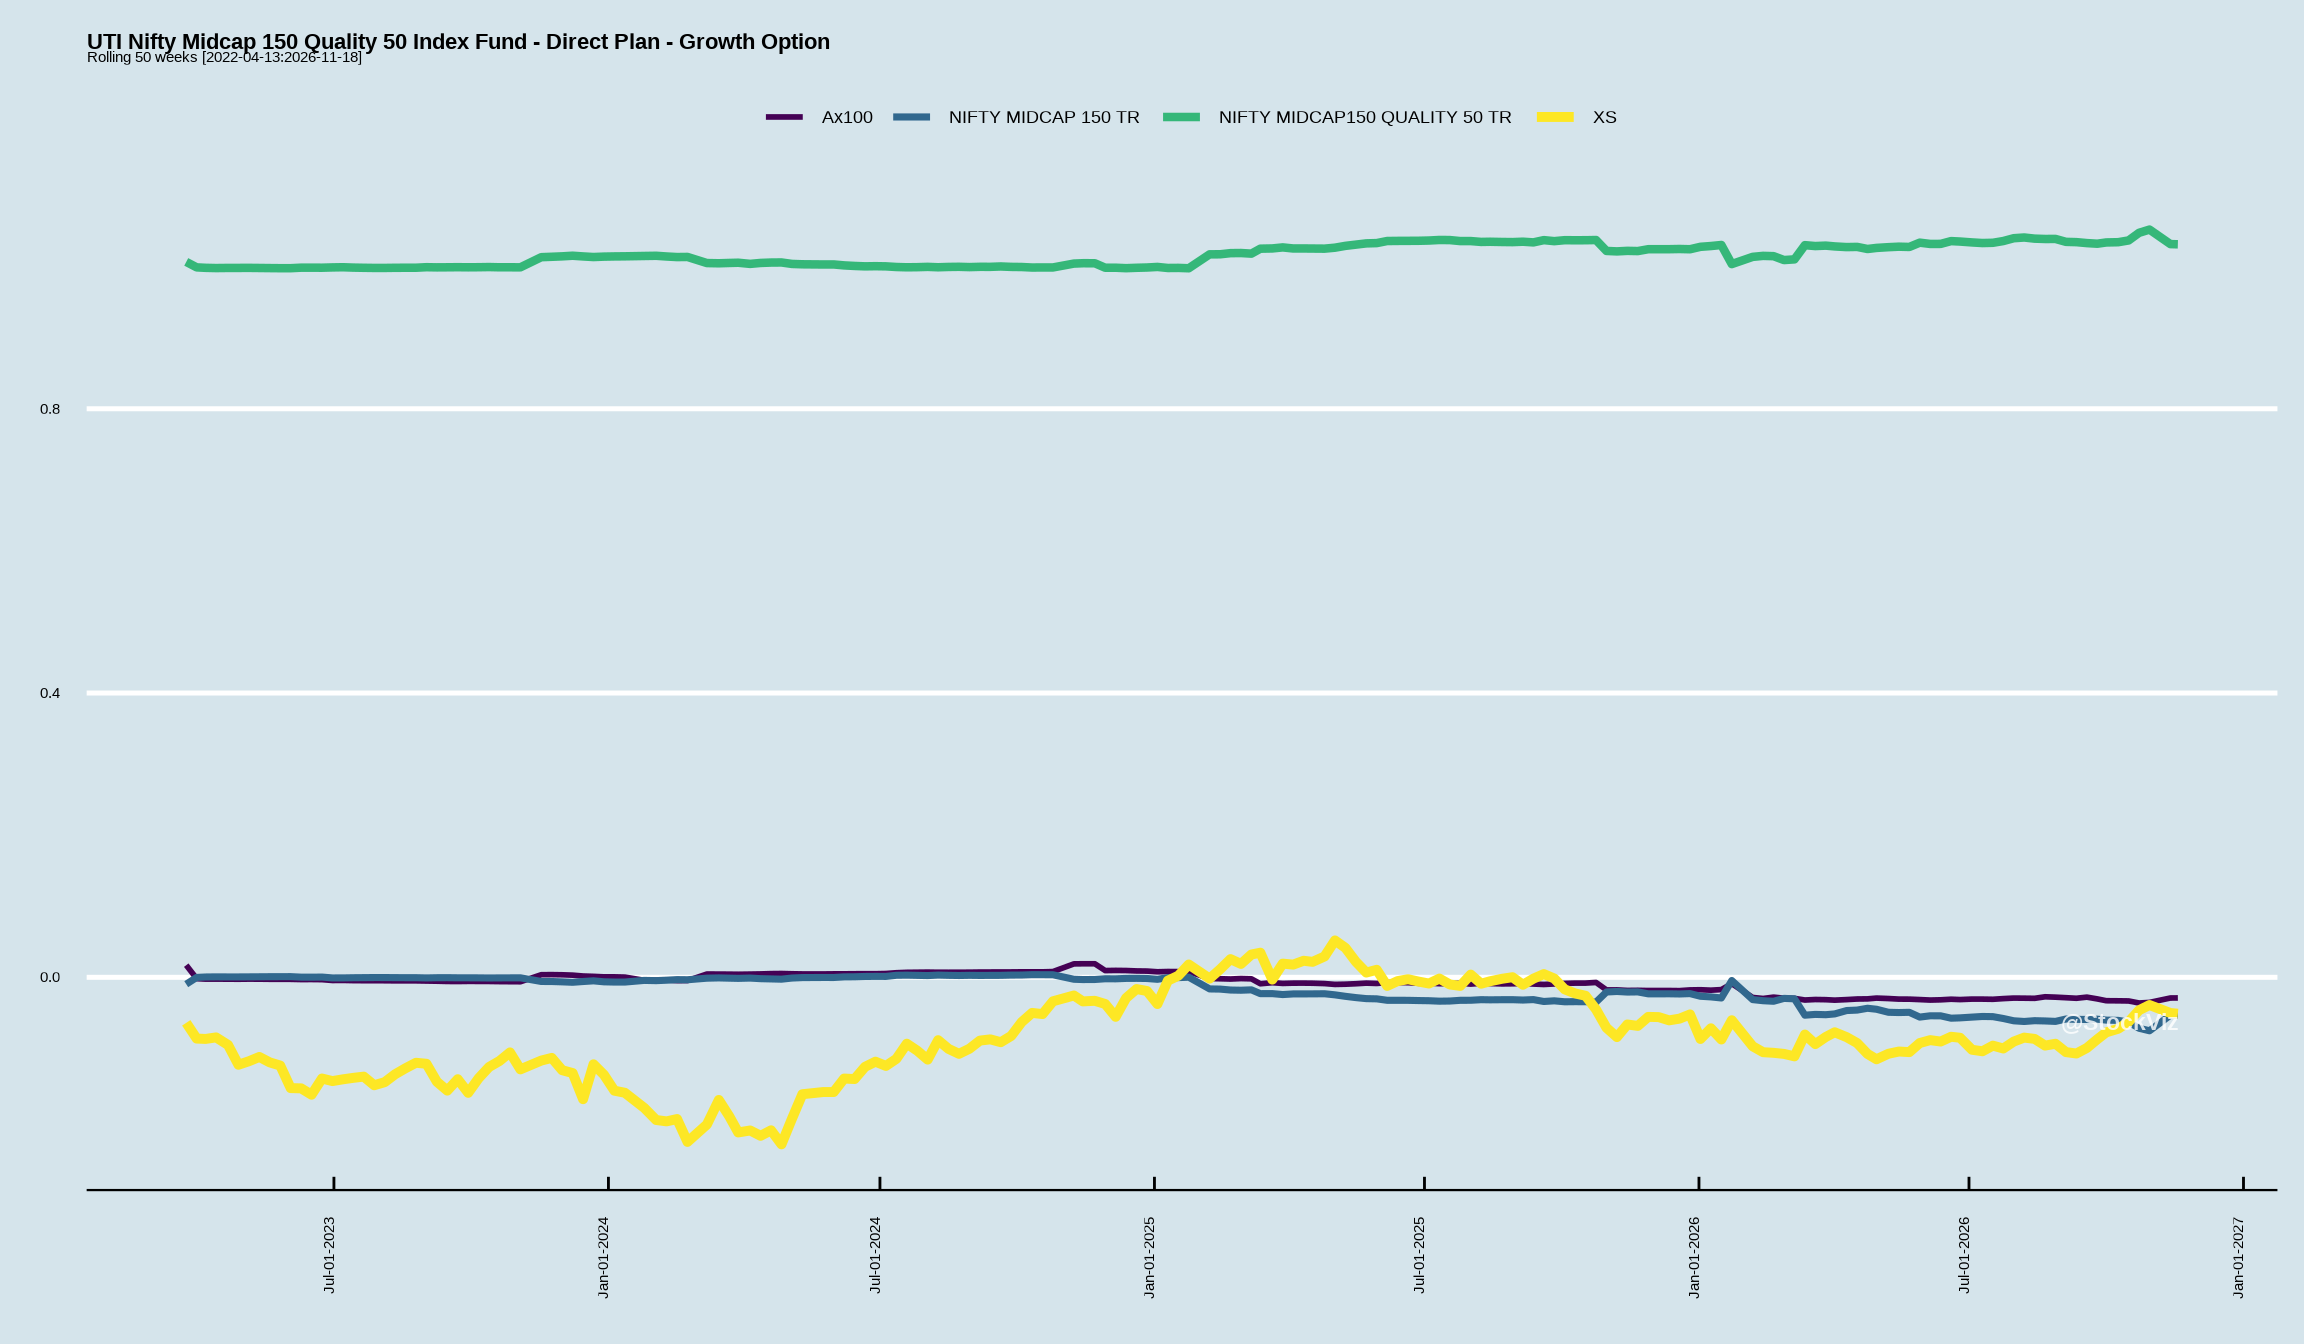 UTI Nifty Midcap 150 Quality 50 Index Fund - Direct Plan - Growth Option
Rolling 50 weeks [2022-04-13:2026-11-18]
Ax100 NIFTY MIDCAP 150 TR NIFTY MIDCAP150 QUALITY 50 TR XS
0.8
0.4
0.0
@StockViz
Jul-01-2023
Jan-01-2024
Jul-01-2024
Jan-01-2025
Jul-01-2025
Jan-01-2026
Jul-01-2026
Jan-01-2027